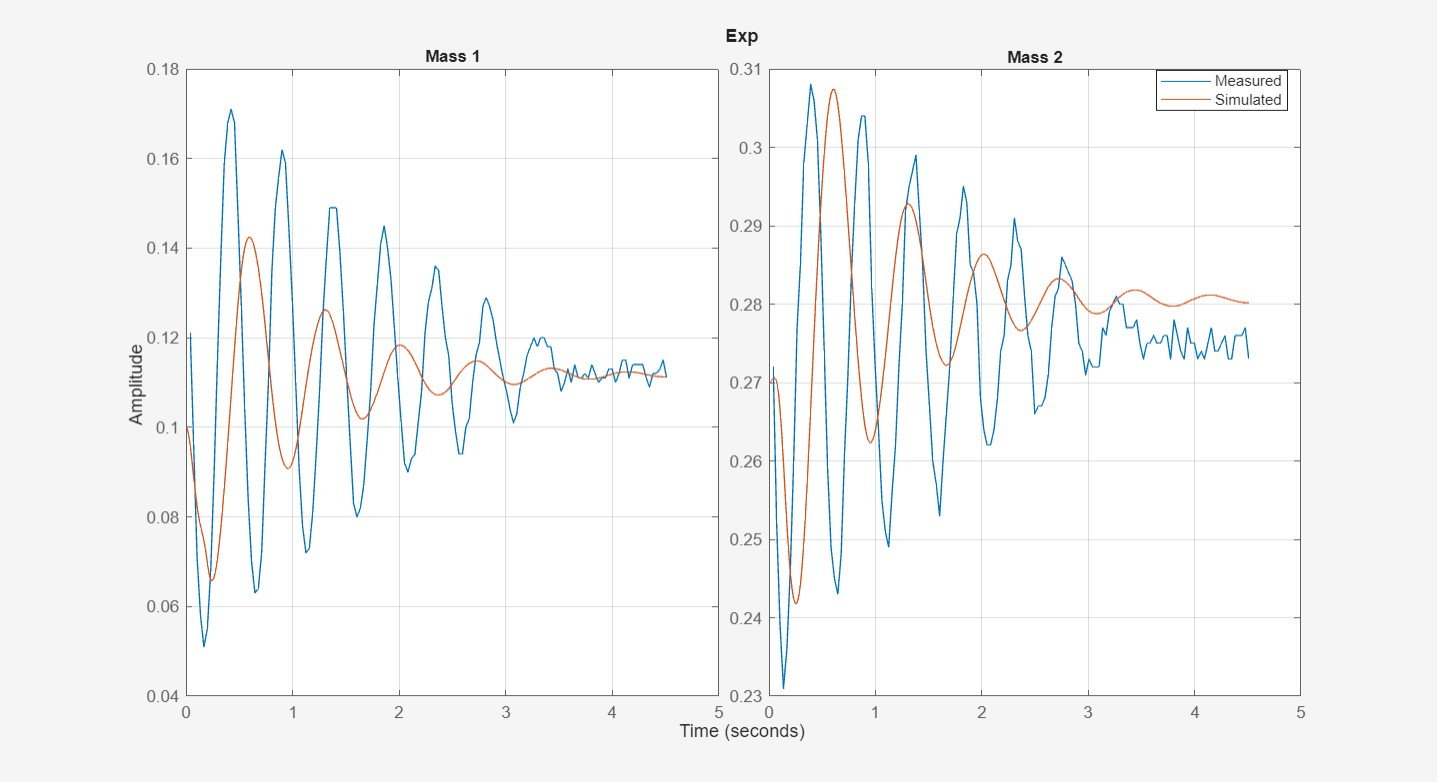 Exp
Mass 1
Mass 2
Measured
Simulated
Amplitude
0.18
0.16
0.14
0.12
0.1
0.08
0.06
0.04
0 1 2 3 4 5
0.31
0.3
0.29
0.28
0.27
0.26
0.25
0.24
0.23
0 1 2 3 4 5
Time (seconds)